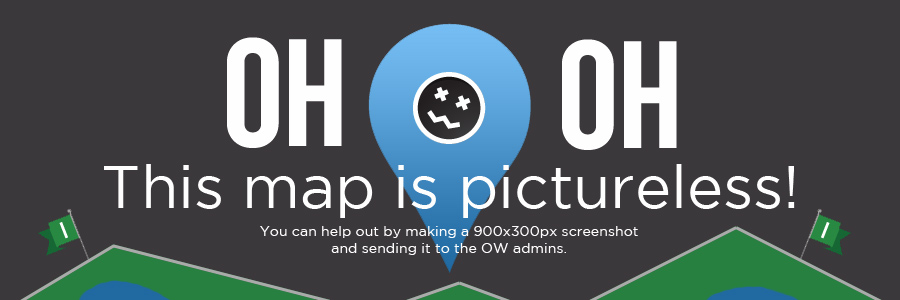 OH OH
This map is pictureless!
You can help out by making a 900x300px screenshot
and sending it to the OW admins.
I I